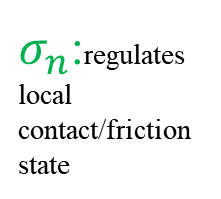 σₙ:regulates
local
contact/friction
state